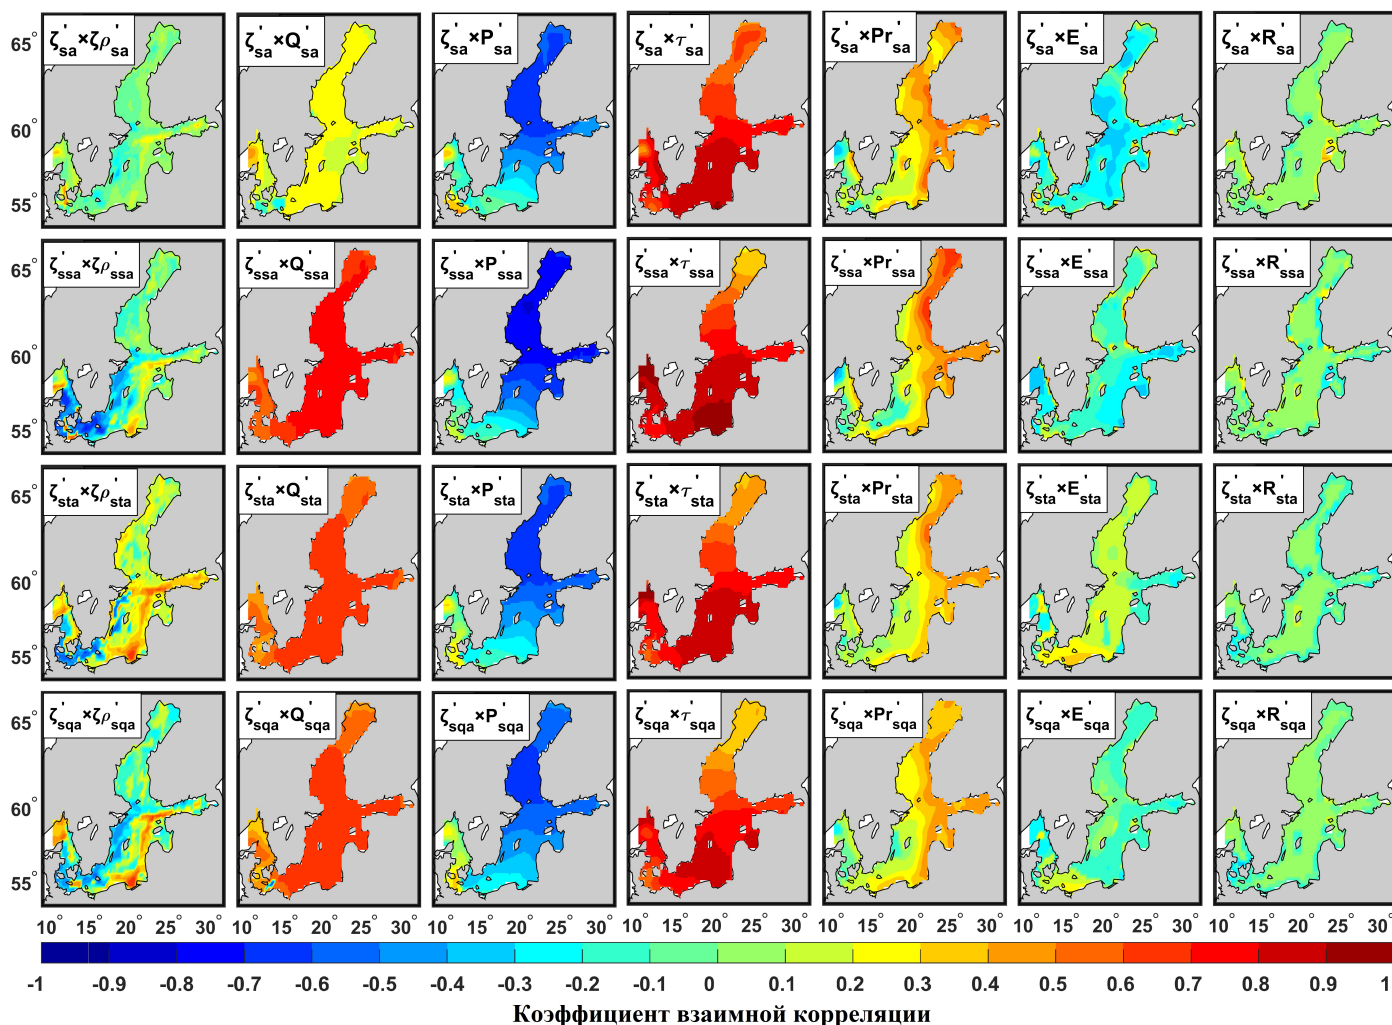 65° ζ'sa×ζρ'sa ζ'sa×Q'sa ζ'sa×P'sa ζ'sa×τ'sa ζ'sa×Pr'sa ζ'sa×E'sa ζ'sa×R'sa
60°
55°
65° ζ'ssa×ζρ'ssa ζ'ssa×Q'ssa ζ'ssa×P'ssa ζ'ssa×τ'ssa ζ'ssa×Pr'ssa ζ'ssa×E'ssa ζ'ssa×R'ssa
60°
55°
65° ζ'sta×ζρ'sta ζ'sta×Q'sta ζ'sta×P'sta ζ'sta×τ'sta ζ'sta×Pr'sta ζ'sta×E'sta ζ'sta×R'sta
60°
55°
65° ζ'sqa×ζρ'sqa ζ'sqa×Q'sqa ζ'sqa×P'sqa ζ'sqa×τ'sqa ζ'sqa×Pr'sqa ζ'sqa×E'sqa ζ'sqa×R'sqa
60°
55°
10° 15° 20° 25° 30° 10° 15° 20° 25° 30° 10° 15° 20° 25° 30° 10° 15° 20° 25° 30° 10° 15° 20° 25° 30° 10° 15° 20° 25° 30° 10° 15° 20° 25° 30°
-1 -0.9 -0.8 -0.7 -0.6 -0.5 -0.4 -0.3 -0.2 -0.1 0 0.1 0.2 0.3 0.4 0.5 0.6 0.7 0.8 0.9 1
Коэффициент взаимной корреляции